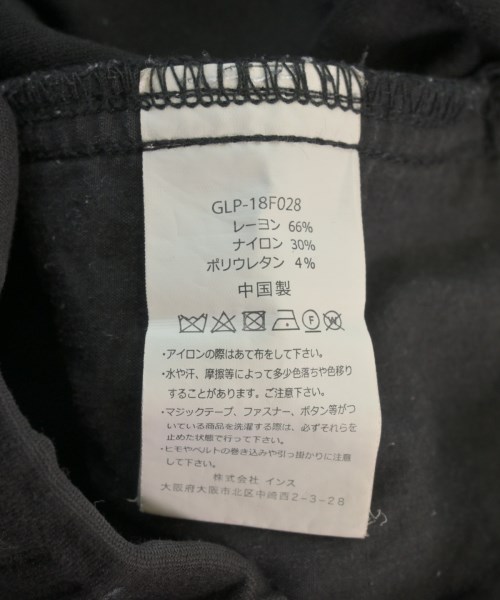 GLP-18F028
レーヨン 66%
ナイロン 30%
ポリウレタン 4%
中国製
・アイロンの際はあて布をして下さい。
・水や汗、摩擦等によって多少色落ちや色移り
することがあります。ご注意下さい。
・マジックテープ、ファスナー、ボタン等がつ
いている商品を洗濯する際は、必ずそれらを
止めた状態で行って下さい。
・ヒモやベルトの巻き込みや引っ掛かりに注意
して下さい。
株式会社 インス
大阪府大阪市北区中崎西2-3-28